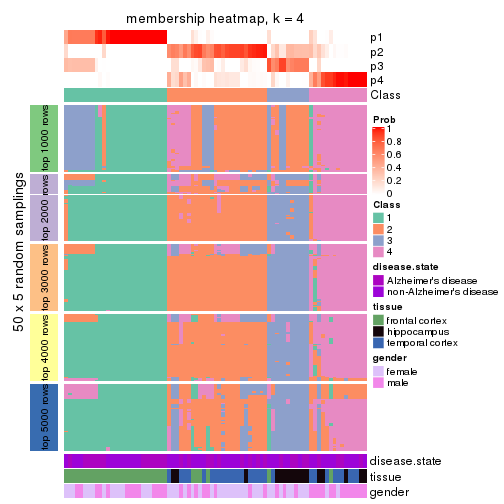 membership heatmap, k = 4
p1
p2
p3
p4
Class
50 x 5 random samplings
top 1000 rows
top 2000 rows
top 3000 rows
top 4000 rows
top 5000 rows
disease.state
tissue
gender
Prob
1
0.8
0.6
0.4
0.2
0
Class
1
2
3
4
disease.state
Alzheimer's disease
non-Alzheimer's disease
tissue
frontal cortex
hippocampus
temporal cortex
gender
female
male